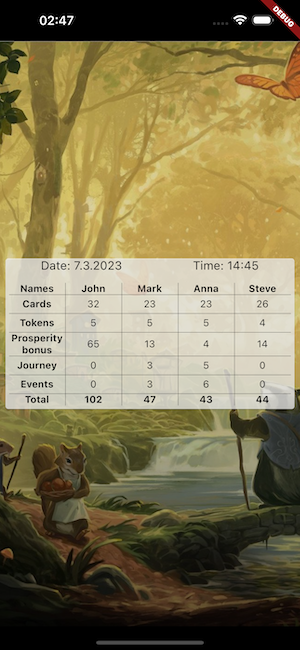 02:47
DEBUG
Date: 7.3.2023 Time: 14:45
Names John Mark Anna Steve
Cards 32 23 23 26
Tokens 5 5 5 4
Prosperity
bonus 65 13 4 14
Journey 0 3 5 0
Events 0 3 6 0
Total 102 47 43 44